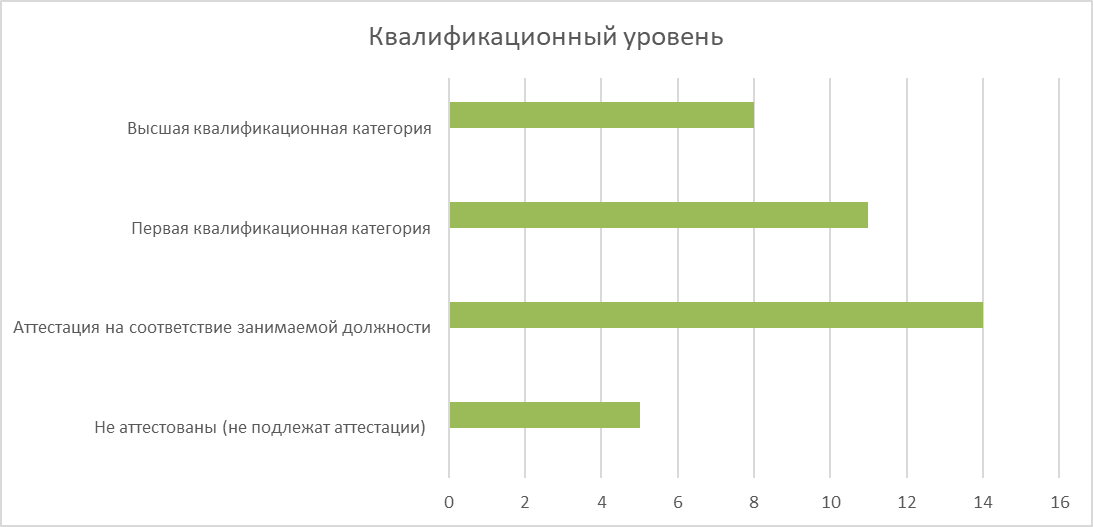 Квалификационный уровень
Высшая квалификационная категория
Первая квалификационная категория
Аттестация на соответствие занимаемой должности
Не аттестованы (не подлежат аттестации)
0 2 4 6 8 10 12 14 16